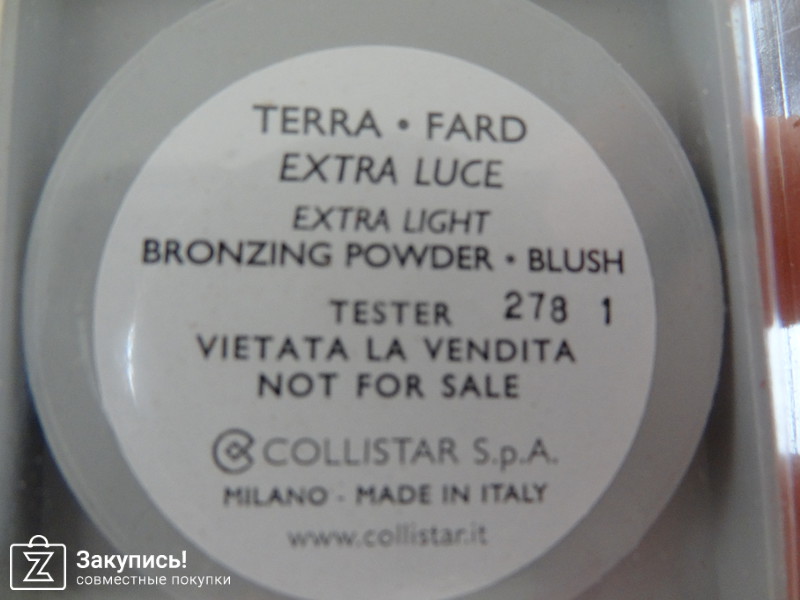 TERRA • FARD
EXTRA LUCE
EXTRA LIGHT
BRONZING POWDER • BLUSH
TESTER 278 1
VIETATA LA VENDITA
NOT FOR SALE
COLLISTAR S.p.A.
MILANO - MADE IN ITALY
www.collistar.it
Закупись!
совместные покупки